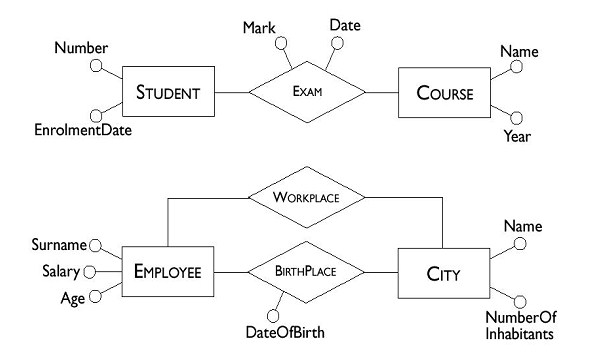 Mark
Date
Number
Name
STUDENT
EXAM
COURSE
EnrolmentDate
Year
WORKPLACE
Surname
Name
Salary
EMPLOYEE
BIRTHPLACE
CITY
Age
DateOfBirth
NumberOf
Inhabitants